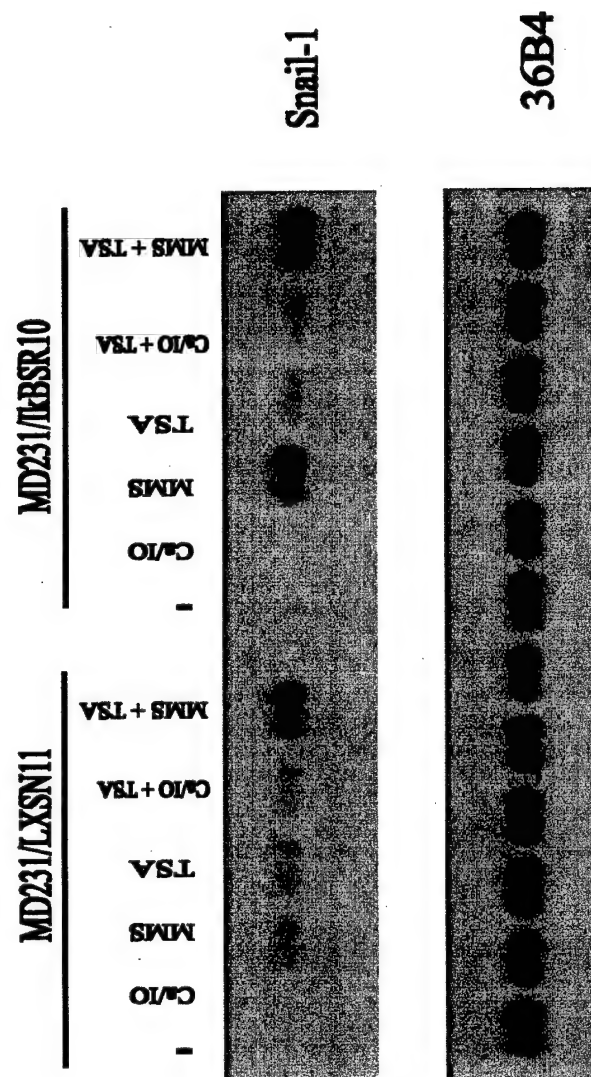 MD231/LXSN11
MD231/IkBSR10
-
Ca/IO
MMS
TSA
Ca/IO + TSA
MMS + TSA
-
Ca/IO
MMS
TSA
Ca/IO + TSA
MMS + TSA
Snail-1
36B4